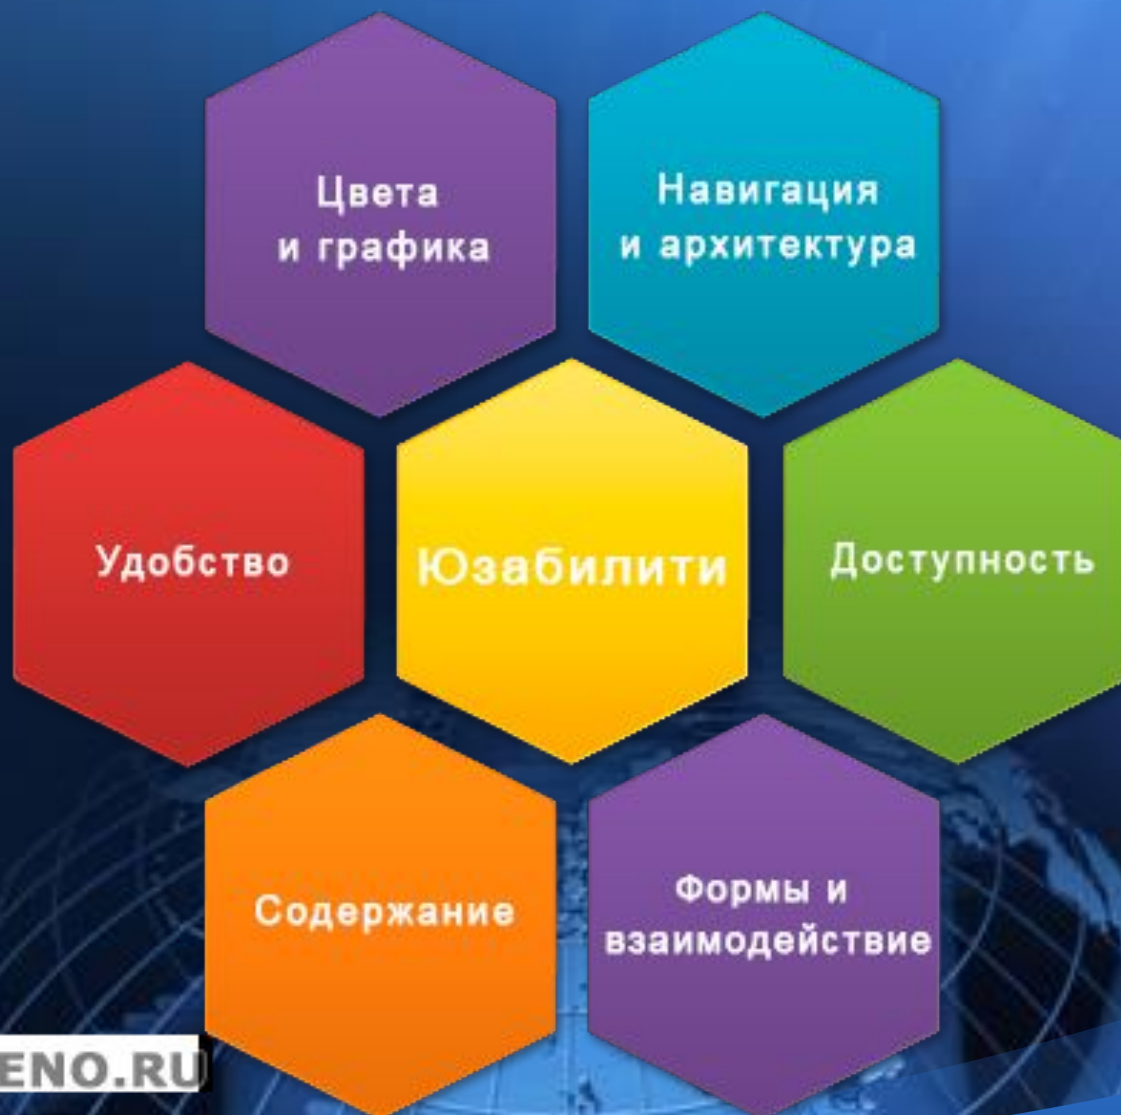 Цвета
и графика
Навигация
и архитектура
Удобство
Юзабилити
Доступность
Содержание
Формы и
взаимодействие
ENO.RU